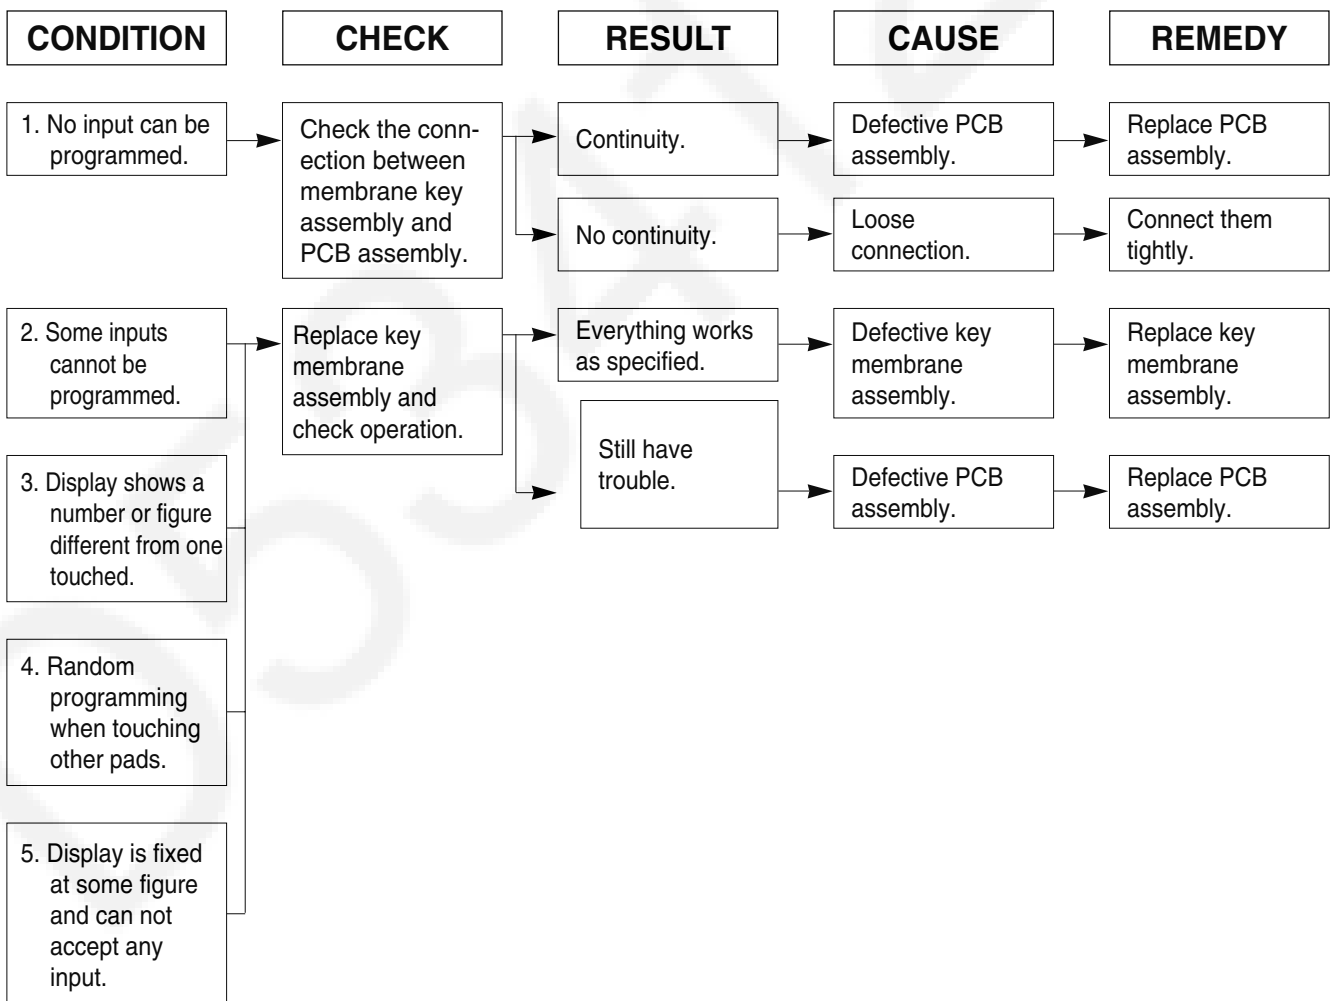 CONDITION
CHECK
RESULT
CAUSE
REMEDY
1. No input can be
programmed.
Check the conn-
ection between
membrane key
assembly and
PCB assembly.
Continuity.
Defective PCB
assembly.
Replace PCB
assembly.
No continuity.
Loose
connection.
Connect them
tightly.
2. Some inputs
cannot be
programmed.
Replace key
membrane
assembly and
check operation.
Everything works
as specified.
Defective key
membrane
assembly.
Replace key
membrane
assembly.
Still have
trouble.
Defective PCB
assembly.
Replace PCB
assembly.
3. Display shows a
number or figure
different from one
touched.
4. Random
programming
when touching
other pads.
5. Display is fixed
at some figure
and can not
accept any
input.